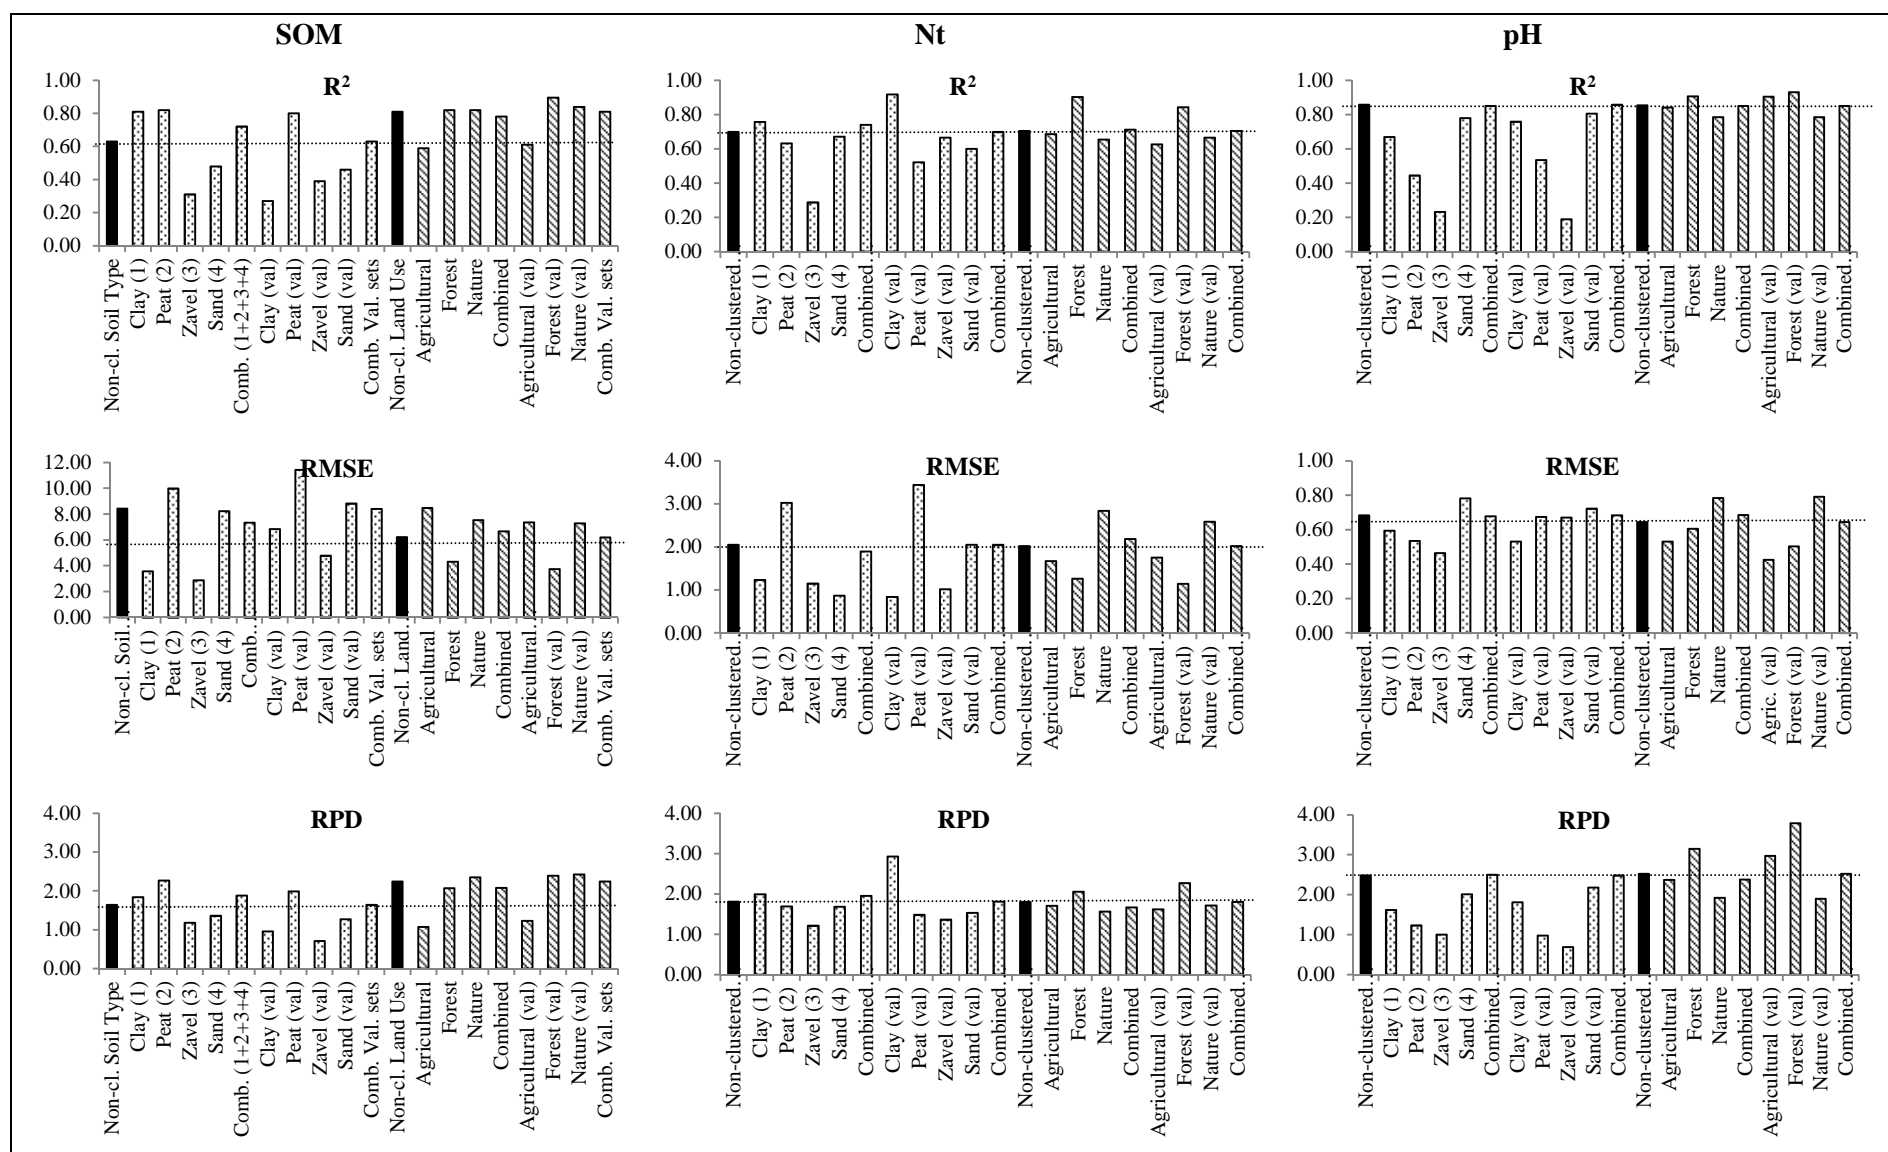 SOM
Nt
pH
R²
1.00
0.80
0.60
0.40
0.20
0.00
Non-cl. Soil Type
Clay (1)
Peat (2)
Zavel (3)
Sand (4)
Comb. (1+2+3+4)
Clay (val)
Peat (val)
Zavel (val)
Sand (val)
Comb. Val. sets
Non-cl. Land Use
Agricultural
Forest
Nature
Combined
Agricultural (val)
Forest (val)
Nature (val)
Comb. Val. sets
R²
1.00
0.80
0.60
0.40
0.20
0.00
Non-clustered.
Clay (1)
Peat (2)
Zavel (3)
Sand (4)
Combined.
Clay (val)
Peat (val)
Zavel (val)
Sand (val)
Combined.
Non-clustered.
Agricultural
Forest
Nature
Combined
Agricultural (val)
Forest (val)
Nature (val)
Combined.
R²
1.00
0.80
0.60
0.40
0.20
0.00
Non-clustered.
Clay (1)
Peat (2)
Zavel (3)
Sand (4)
Combined.
Clay (val)
Peat (val)
Zavel (val)
Sand (val)
Combined.
Non-clustered.
Agricultural
Forest
Nature
Combined
Agricultural (val)
Forest (val)
Nature (val)
Combined.
RMSE
12.00
10.00
8.00
6.00
4.00
2.00
0.00
Non-cl. Soil.
Clay (1)
Peat (2)
Zavel (3)
Sand (4)
Comb..
Clay (val)
Peat (val)
Zavel (val)
Sand (val)
Comb. Val. sets
Non-cl. Land.
Agricultural
Forest
Nature
Combined
Agricultural.
Forest (val)
Nature (val)
Comb. Val. sets
RMSE
4.00
3.00
2.00
1.00
0.00
Non-clustered.
Clay (1)
Peat (2)
Zavel (3)
Sand (4)
Combined.
Clay (val)
Peat (val)
Zavel (val)
Sand (val)
Combined.
Non-clustered.
Agricultural
Forest
Nature
Combined
Agricultural.
Forest (val)
Nature (val)
Combined.
RMSE
1.00
0.80
0.60
0.40
0.20
0.00
Non-clustered.
Clay (1)
Peat (2)
Zavel (3)
Sand (4)
Combined.
Clay (val)
Peat (val)
Zavel (val)
Sand (val)
Combined.
Non-clustered.
Agricultural
Forest
Nature
Combined
Agric. (val)
Forest (val)
Nature (val)
Combined.
RPD
4.00
3.00
2.00
1.00
0.00
Non-cl. Soil Type
Clay (1)
Peat (2)
Zavel (3)
Sand (4)
Comb. (1+2+3+4)
Clay (val)
Peat (val)
Zavel (val)
Sand (val)
Comb. Val. sets
Non-cl. Land Use
Agricultural
Forest
Nature
Combined
Agricultural (val)
Forest (val)
Nature (val)
Comb. Val. sets
RPD
4.00
3.00
2.00
1.00
0.00
Non-clustered.
Clay (1)
Peat (2)
Zavel (3)
Sand (4)
Combined.
Clay (val)
Peat (val)
Zavel (val)
Sand (val)
Combined.
Non-clustered.
Agricultural
Forest
Nature
Combined
Agricultural (val)
Forest (val)
Nature (val)
Combined.
RPD
4.00
3.00
2.00
1.00
0.00
Non-clustered.
Clay (1)
Peat (2)
Zavel (3)
Sand (4)
Combined.
Clay (val)
Peat (val)
Zavel (val)
Sand (val)
Combined.
Non-clustered.
Agricultural
Forest
Nature
Combined
Agricultural (val)
Forest (val)
Nature (val)
Combined.